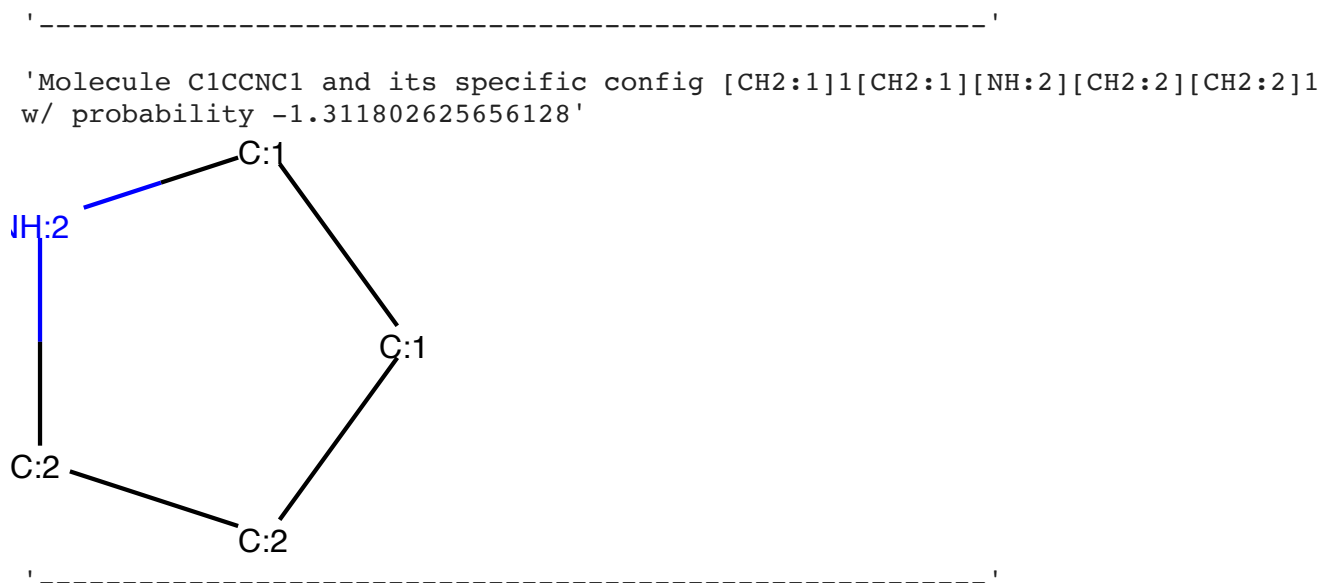 '---------------------------------------------------------'
'Molecule C1CCNC1 and its specific config [CH2:1]1[CH2:1][NH:2][CH2:2][CH2:2]1
w/ probability -1.311802625656128'
C:1
NH:2
C:1
C:2
C:2
'---------------------------------------------------------'